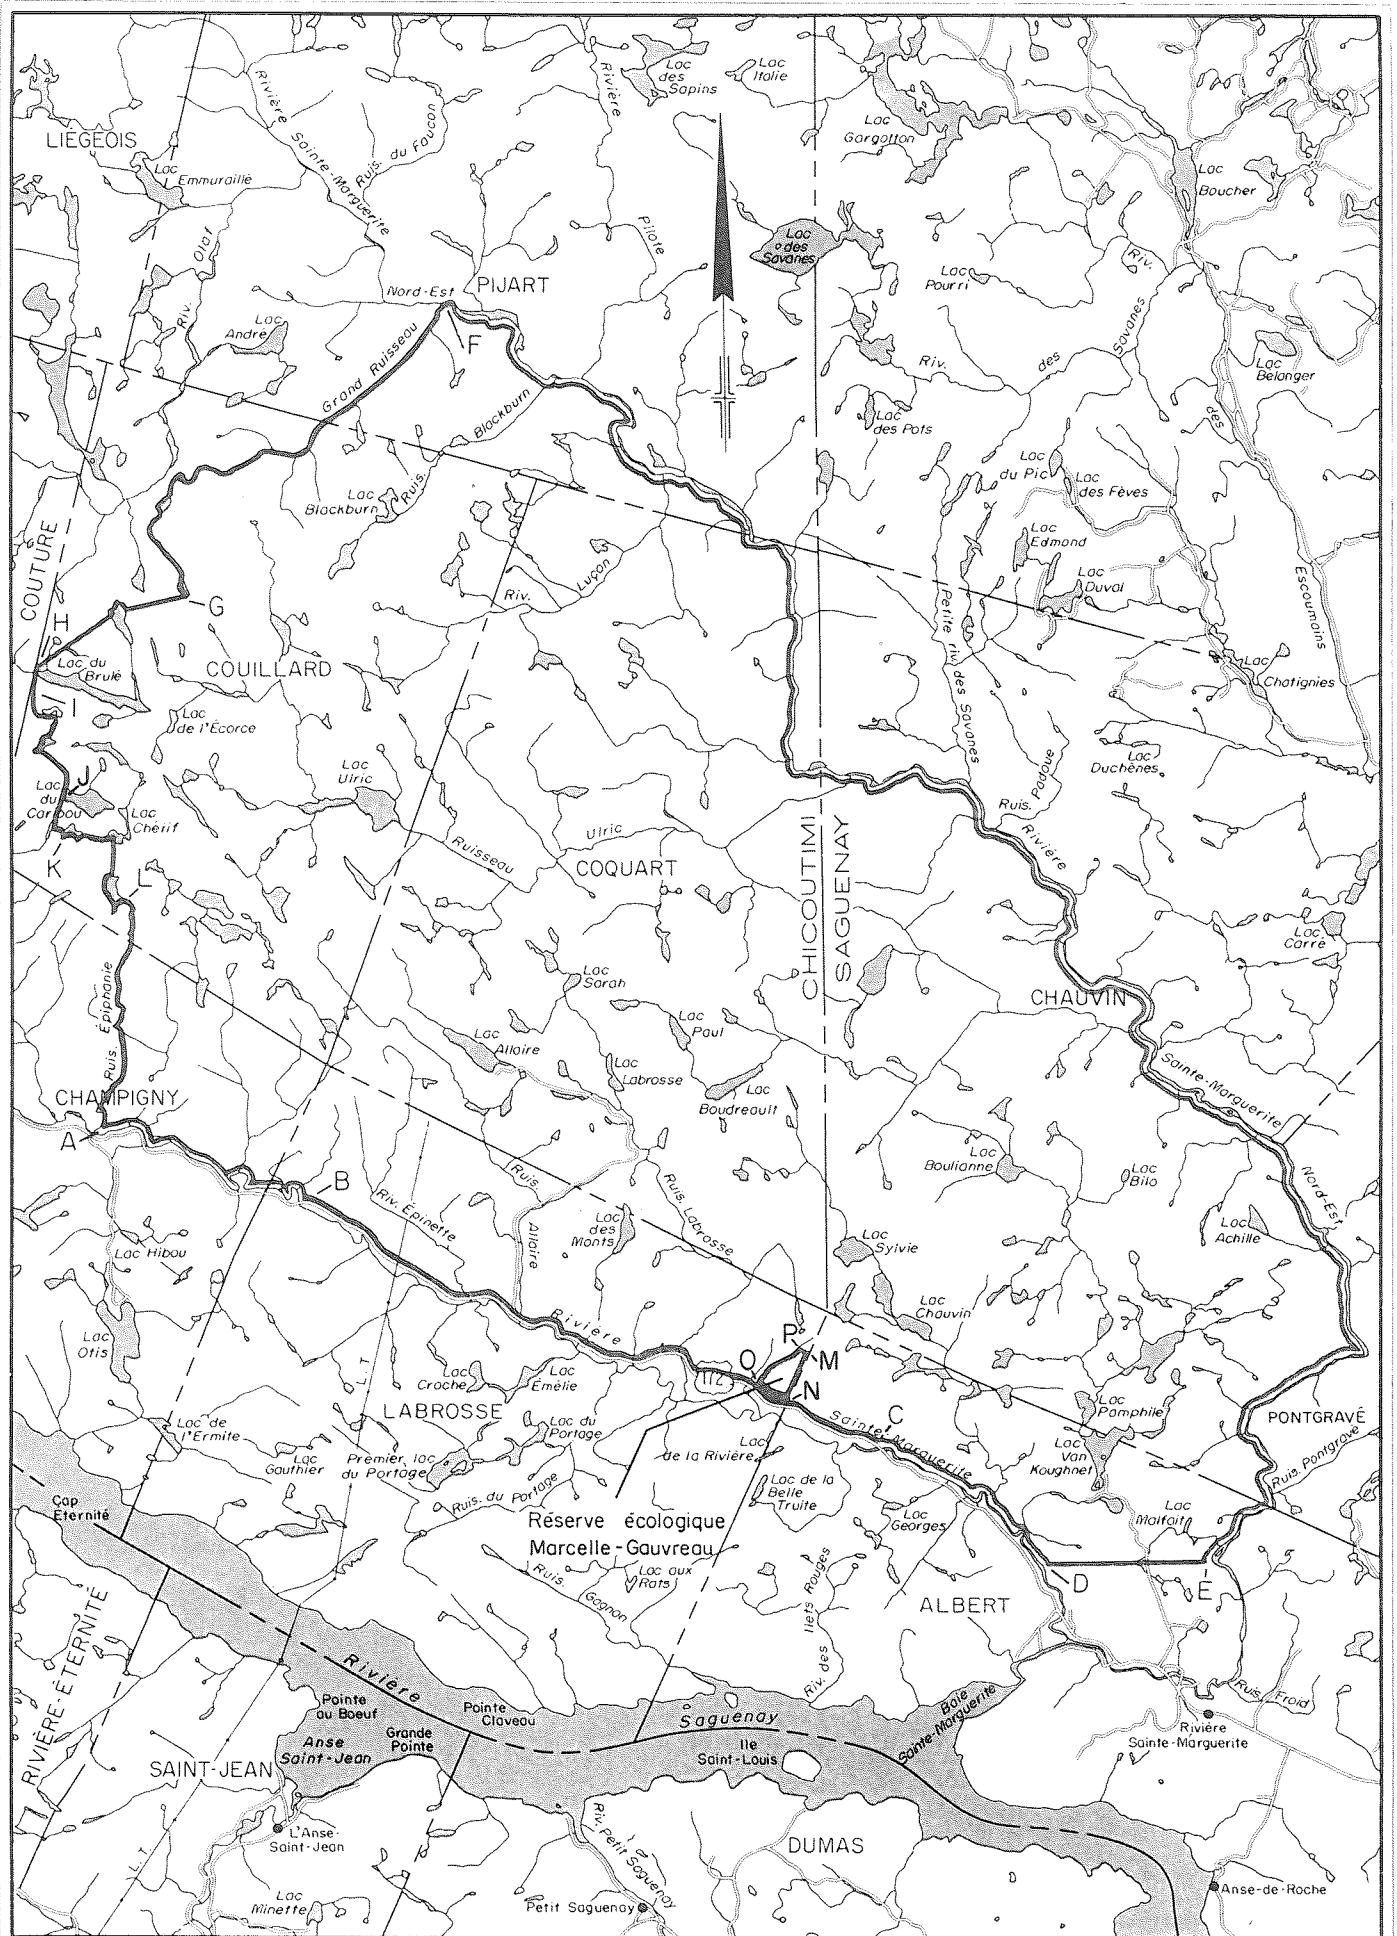 Lac
des
Sapins
Lac
Italie
Rivière
Rivière Sainte-Marguerite
Ruis. du Faucon
LIÉGEOIS
Lac
Emmuraillé
Lac
Gorgotton
Lac
Boucher
Riv. Olaf
Pilote
Lac
des
Savanes
Lac
Pourri
Riv.
des
Savanes
Riv.
Nord-Est
PIJART
F
Lac
André
Grand Ruisseau
Ruis. Blackburn
Lac
Blackburn
Lac
des Pots
Lac
Bélanger
des
Escoumins
Lac
du Pic
Lac
des Fèves
Lac
Edmond
Lac
Duval
Petite riv. des Savanes
Riv. Luçon
COUTURE
G
H
Lac du
Brulé
I
COUILLARD
Lac
de l'Écorce
Lac
Chatignies
Lac
Duchênes
Ruis. Padoue
J
Lac
du
Caribou
Lac
Chérif
Lac
Ulric
Ruisseau
Ulric
COQUART
K
L
CHICOUTIMI
SAGUENAY
Rivière
Lac
Carré
CHAUVIN
Sainte-Marguerite
Nord-Est
Lac
Sarah
Lac
Paul
Lac
Allaire
Lac
Labrosse
Lac
Boudreault
Ruis. Épiphanie
CHAMPIGNY
A
B
Riv. Épinette
Ruis.
Allaire
Ruis. Labrosse
Lac
des
Monts
Lac
Boulianne
Lac
Bilo
Lac
Achille
Lac
Sylvie
Lac
Chauvin
Lac Hibou
Lac
Otis
Rivière
172
P
M
O
N
C
Sainte-Marguerite
Lac
Croche
Lac
Émélie
L.T.
LABROSSE
Lac de
l'Ermite
Lac
Gauthier
Premier lac
du Portage
Lac du
Portage
Ruis. du Portage
Lac
de la Rivière
Lac de la
Belle
Truite
Lac
Pamphile
Lac
Van
Koughnet
PONTGRAVÉ
Ruis. Pontgravé
Lac
Malfait
Lac
Georges
Réserve écologique
Marcelle-Gauvreau
Cap
Éternité
Ruis.
Gagnon
Lac aux
Rats
Riv. des Ilets Rouges
D
E
ALBERT
RIVIÈRE-ÉTERNITÉ
Rivière
Saguenay
Pointe
au Boeuf
Pointe
Claveau
Anse
Saint-Jean
Grande
Pointe
Ile
Saint-Louis
Baie
Sainte-Marguerite
Ruis. Froid
Rivière
Sainte-Marguerite
SAINT-JEAN
L'Anse-
Saint-Jean
L.T.
Lac
Minette
Riv. Petit Saguenay
Petit Saguenay
DUMAS
Anse-de-Roche